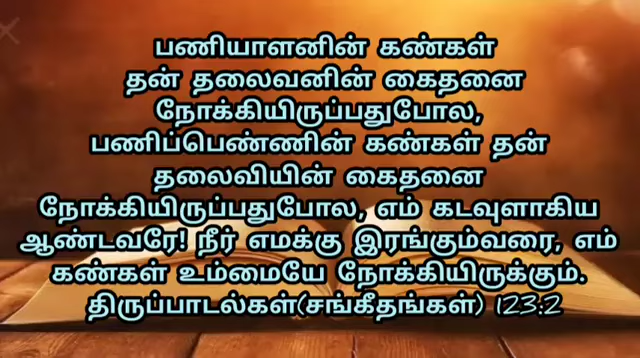 பணியாளனின் கண்கள்
தன் தலைவனின் கைதனை
நோக்கியிருப்பதுபோல,
பணிப்பெண்ணின் கண்கள் தன்
தலைவியின் கைதனை
நோக்கியிருப்பதுபோல, எம் கடவுளாகிய
ஆண்டவரே! நீர் எமக்கு இரங்கும்வரை, எம்
கண்கள் உம்மையே நோக்கியிருக்கும்.
திருப்பாடல்கள்(சங்கீதங்கள்) 123:2